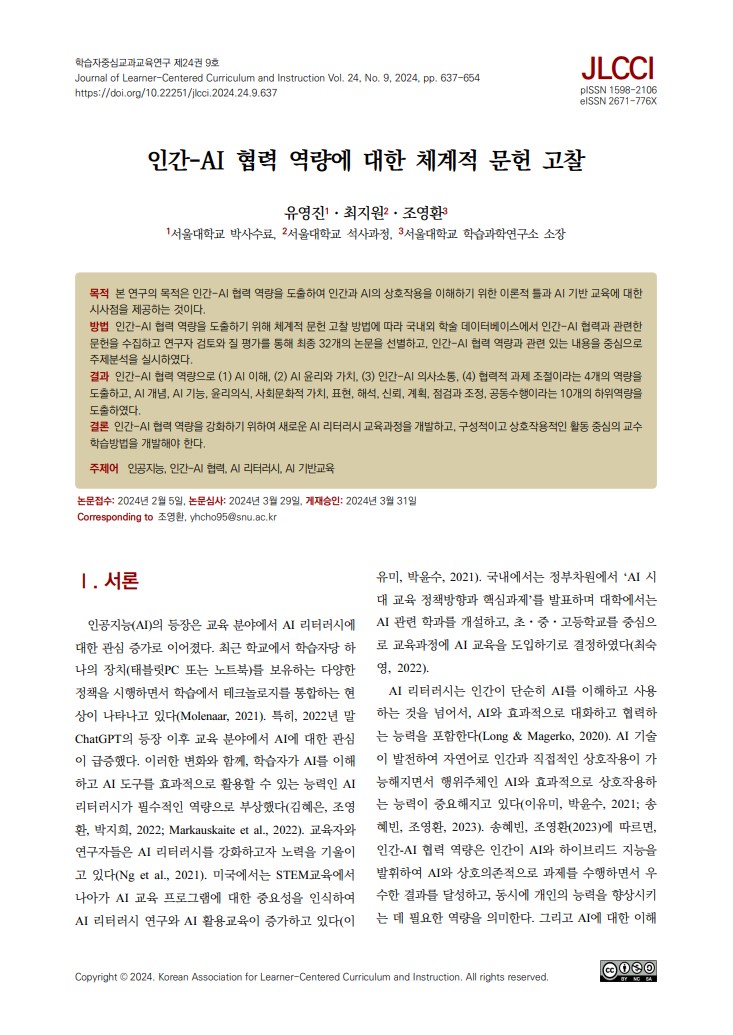 학습자중심교과교육연구 제24권 9호
Journal of Learner-Centered Curriculum and Instruction Vol. 24, No. 9, 2024, pp. 637-654
https://doi.org/10.22251/jlcci.2024.24.9.637
JLCCI
pISSN 1598-2106
eISSN 2671-776X
인간-AI 협력 역량에 대한 체계적 문헌 고찰
유영진1・최지원2・조영환3
1서울대학교 박사수료, 2서울대학교 석사과정, 3서울대학교 학습과학연구소 소장
목적 본 연구의 목적은 인간-AI 협력 역량을 도출하여 인간과 AI의 상호작용을 이해하기 위한 이론적 틀과 AI 기반 교육에 대한
시사점을 제공하는 것이다.
방법 인간-AI 협력 역량을 도출하기 위해 체계적 문헌 고찰 방법에 따라 국내외 학술 데이터베이스에서 인간-AI 협력과 관련한
문헌을 수집하고 연구자 검토와 질 평가를 통해 최종 32개의 논문을 선별하고, 인간-AI 협력 역량과 관련 있는 내용을 중심으로
주제분석을 실시하였다.
결과 인간-AI 협력 역량으로 (1) AI 이해, (2) AI 윤리와 가치, (3) 인간-AI 의사소통, (4) 협력적 과제 조절이라는 4개의 역량을
도출하고, AI 개념, AI 기능, 윤리의식, 사회문화적 가치, 표현, 해석, 신뢰, 계획, 점검과 조정, 공동수행이라는 10개의 하위역량을
도출하였다.
결론 인간-AI 협력 역량을 강화하기 위하여 새로운 AI 리터러시 교육과정을 개발하고, 구성적이고 상호작용적인 활동 중심의 교수
학습방법을 개발해야 한다.
주제어 인공지능, 인간-AI 협력, AI 리터러시, AI 기반교육
논문접수: 2024년 2월 5일, 논문심사: 2024년 3월 29일, 게재승인: 2024년 3월 31일
Corresponding to 조영환, yhcho95@snu.ac.kr
Ⅰ. 서론
인공지능(AI)의 등장은 교육 분야에서 AI 리터러시에
대한 관심 증가로 이어졌다. 최근 학교에서 학습자당 하
나의 장치(태블릿PC 또는 노트북)를 보유하는 다양한
정책을 시행하면서 학습에서 테크놀로지를 통합하는 현
상이 나타나고 있다(Molenaar, 2021). 특히, 2022년 말
ChatGPT의 등장 이후 교육 분야에서 AI에 대한 관심
이 급증했다. 이러한 변화와 함께, 학습자가 AI를 이해
하고 AI 도구를 효과적으로 활용할 수 있는 능력인 AI
리터러시가 필수적인 역량으로 부상했다(김혜은, 조영
환, 박지희, 2022; Markauskaite et al., 2022). 교육자와
연구자들은 AI 리터러시를 강화하고자 노력을 기울이
고 있다(Ng et al., 2021). 미국에서는 STEM교육에서
나아가 AI 교육 프로그램에 대한 중요성을 인식하여
AI 리터러시 연구와 AI 활용교육이 증가하고 있다(이
유미, 박윤수, 2021). 국내에서는 정부차원에서 ‘AI 시
대 교육 정책방향과 핵심과제’를 발표하며 대학에서는
AI 관련 학과를 개설하고, 초・중・고등학교를 중심으
로 교육과정에 AI 교육을 도입하기로 결정하였다(최숙
영, 2022).
AI 리터러시는 인간이 단순히 AI를 이해하고 사용
하는 것을 넘어서, AI와 효과적으로 대화하고 협력하
는 능력을 포함한다(Long & Magerko, 2020). AI 기술
이 발전하여 자연어로 인간과 직접적인 상호작용이 가
능해지면서 행위주체인 AI와 효과적으로 상호작용하
는 능력이 중요해지고 있다(이유미, 박윤수, 2021; 송
혜빈, 조영환, 2023). 송혜빈, 조영환(2023)에 따르면,
인간-AI 협력 역량은 인간이 AI와 하이브리드 지능을
발휘하여 AI와 상호의존적으로 과제를 수행하면서 우
수한 결과를 달성하고, 동시에 개인의 능력을 향상시키
는 데 필요한 역량을 의미한다. 그리고 AI에 대한 이해
Copyright © 2024. Korean Association for Learner-Centered Curriculum and Instruction. All rights reserved.
cc BY NC SA